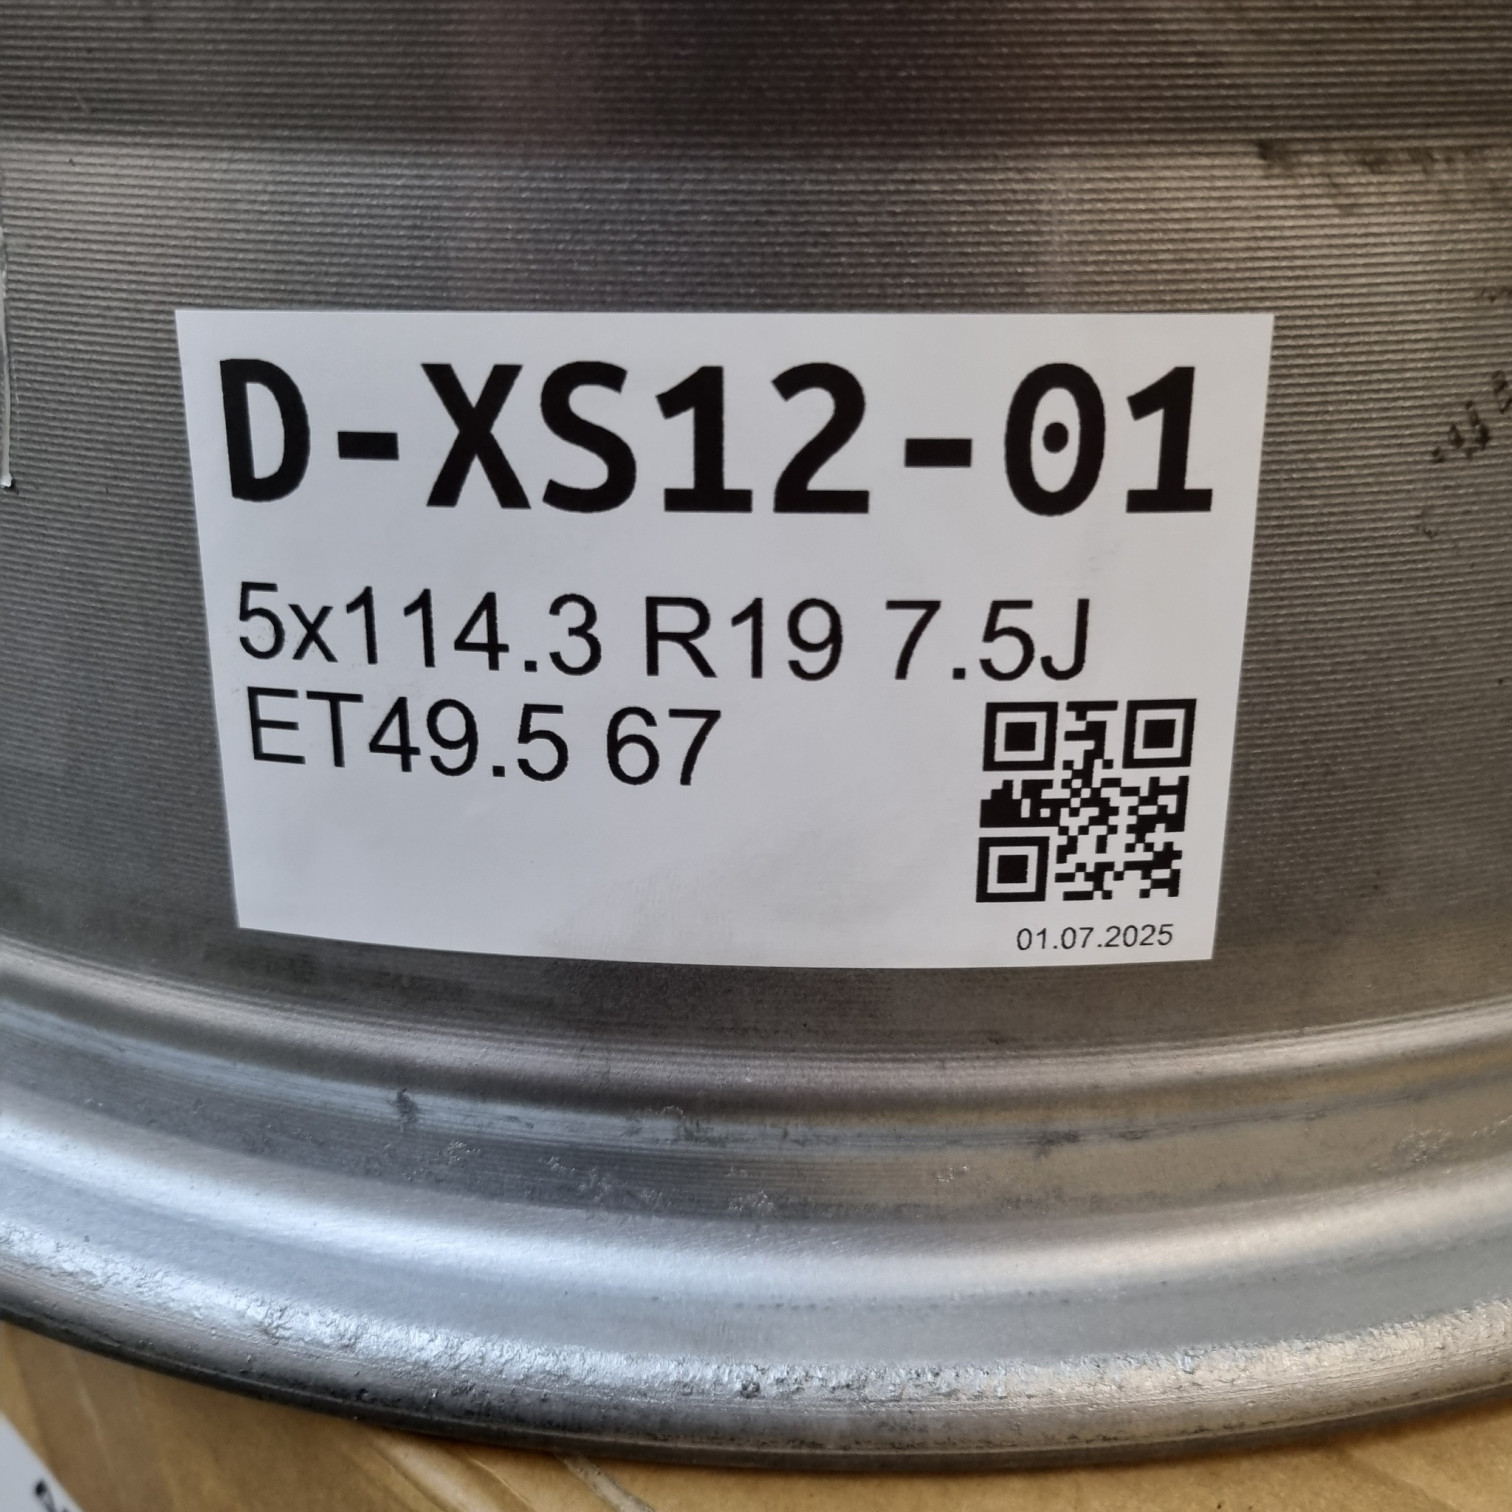 D-XS12-01
5x114.3 R19 7.5J
ET49.5 67
01.07.2025